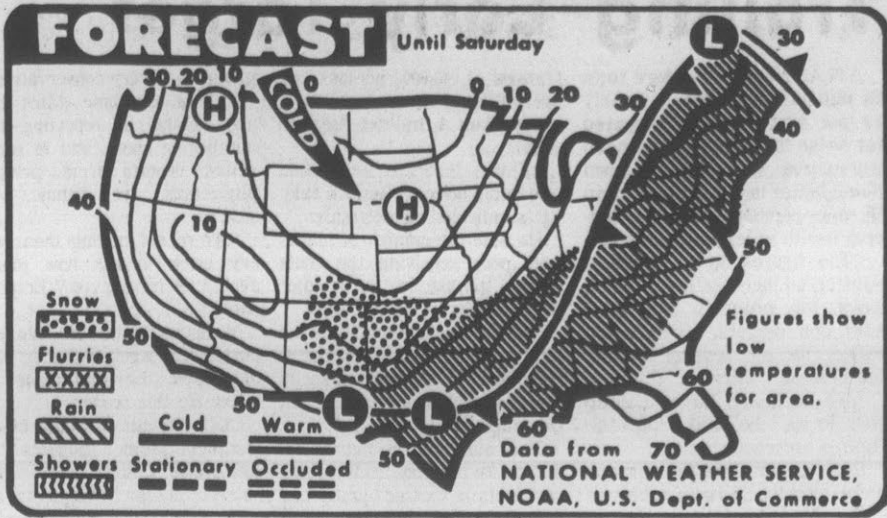 FORECAST Until Saturday
30 20 10 0 0 10 20 30 30
H COLD H L
40 10 40
50 50
50 L L 60 50 60 70
Snow
Flurries
XXXX
Rain
Showers
Cold Warm
Stationary Occluded
Figures show
low
temperatures
for area.
Data from
NATIONAL WEATHER SERVICE,
NOAA, U.S. Dept. of Commerce